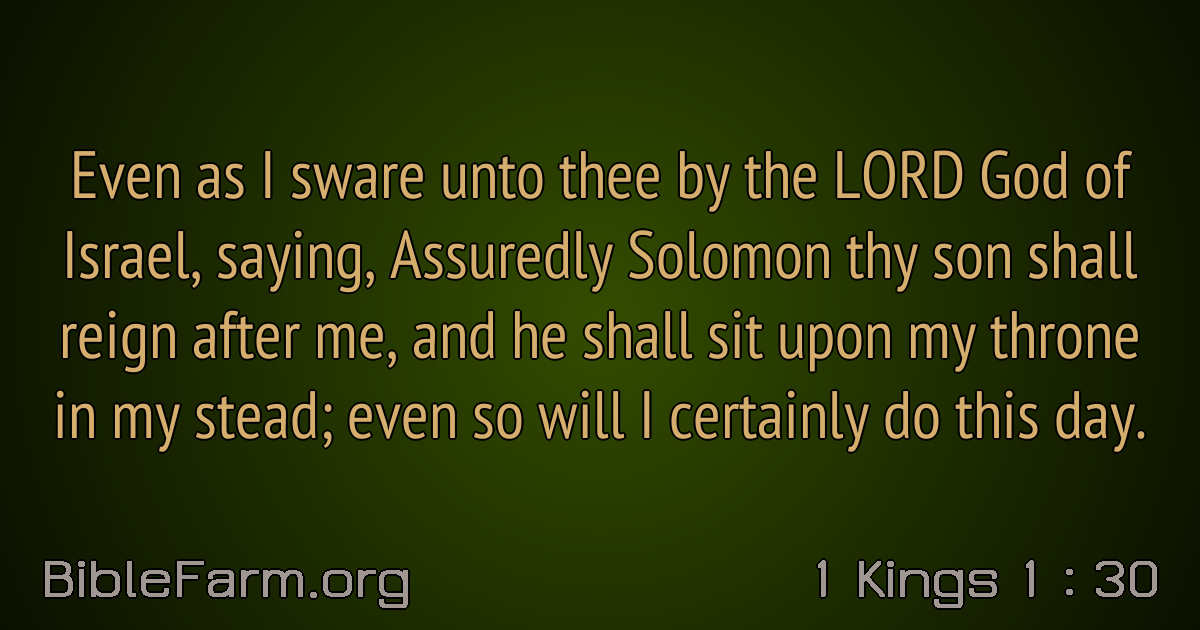 Even as I sware unto thee by the LORD God of
Israel, saying, Assuredly Solomon thy son shall
reign after me, and he shall sit upon my throne
in my stead; even so will I certainly do this day.
BibleFarm.org
1 Kings 1 : 30